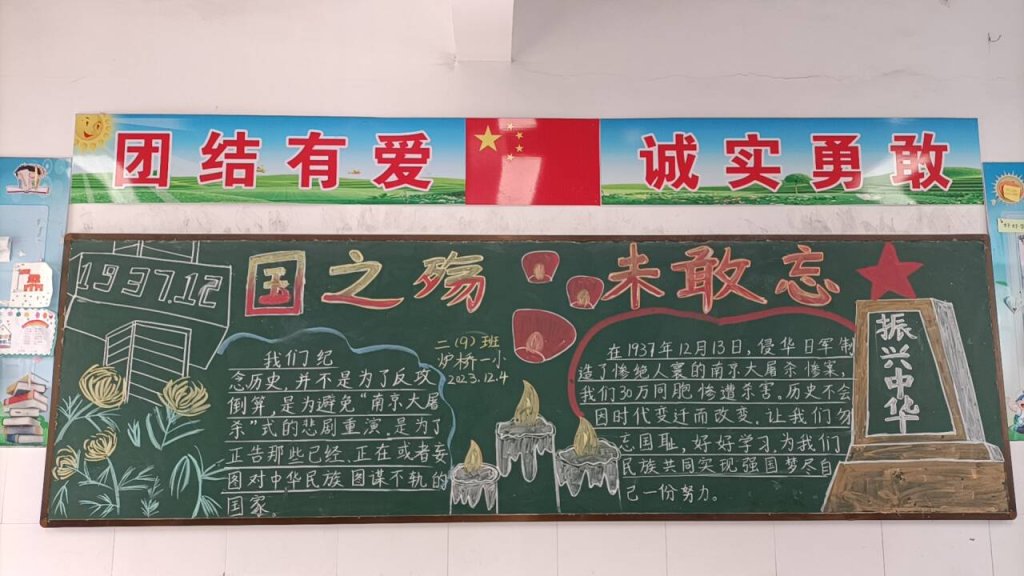 团结有爱
诚实勇敢
1937.12
国之殇
未敢忘
二(9)班
炉桥一小
2023.12.4
我们纪
念历史,并不是为了反攻
倒算,是为避免“南京大屠
杀”式的悲剧重演。是为了
正告那些已经、正在或者妄
图对中华民族图谋不轨的
国家。
在1937年12月13日,侵华日军制
造了惨绝人寰的南京大屠杀惨案,
我们30万同胞惨遭杀害。历史不会
因时代变迁而改变,让我们勿
忘国耻,好好学习,为我们
民族共同实现强国梦尽自
己一份努力。
振兴中华